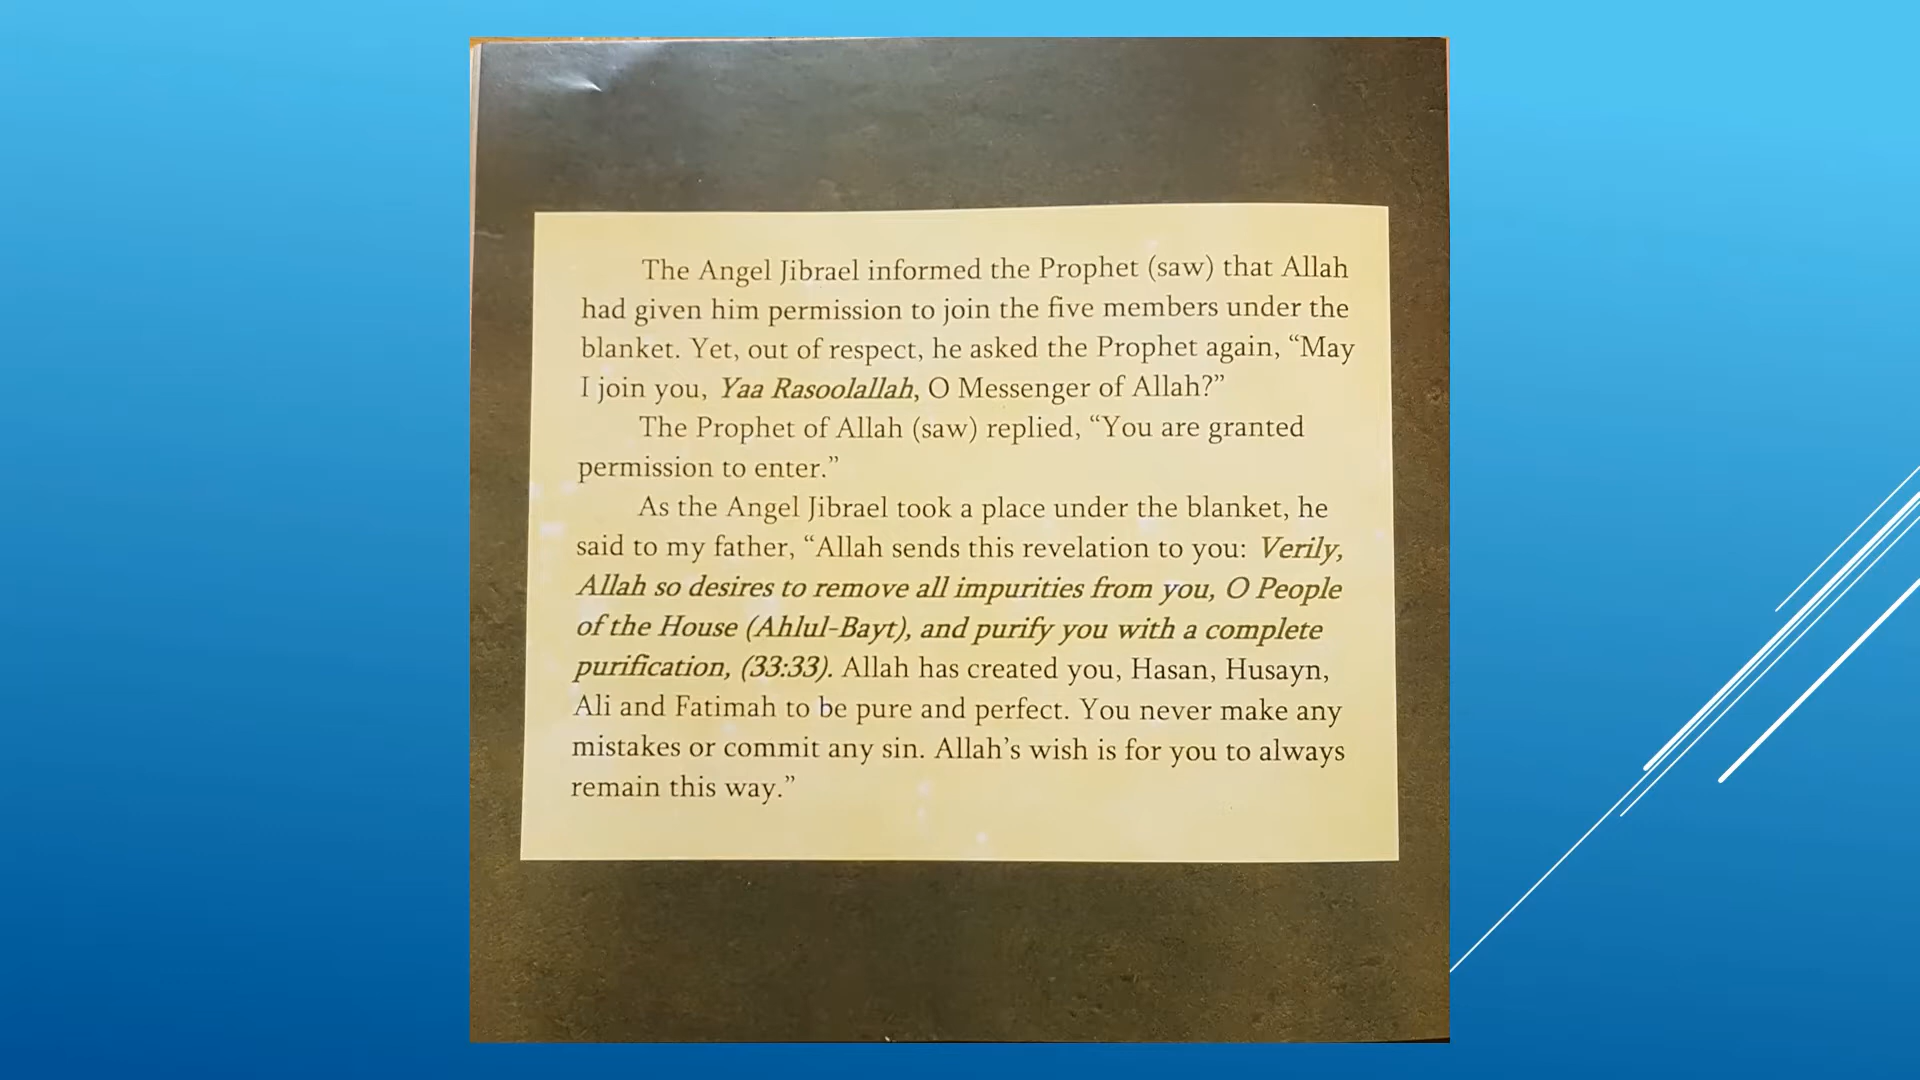 The Angel Jibrael informed the Prophet (saw) that Allah
had given him permission to join the five members under the
blanket. Yet, out of respect, he asked the Prophet again, “May
I join you, Yaa Rasoolallah, O Messenger of Allah?”
The Prophet of Allah (saw) replied, “You are granted
permission to enter.”
As the Angel Jibrael took a place under the blanket, he
said to my father, “Allah sends this revelation to you: Verily,
Allah so desires to remove all impurities from you, O People
of the House (Ahlul-Bayt), and purify you with a complete
purification, (33:33). Allah has created you, Hasan, Husayn,
Ali and Fatimah to be pure and perfect. You never make any
mistakes or commit any sin. Allah’s wish is for you to always
remain this way.”